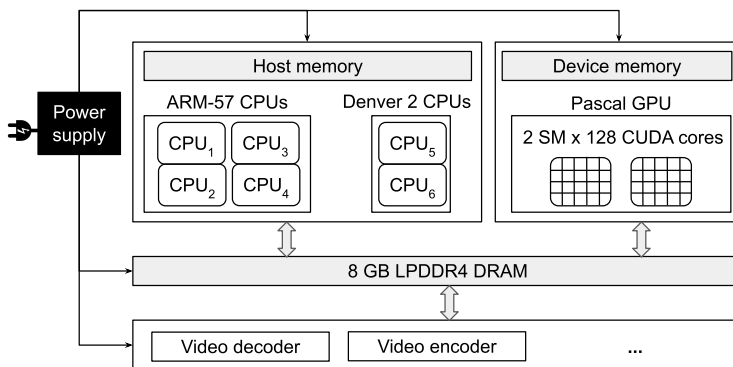 Host memory
Device memory
ARM-57 CPUs
Denver 2 CPUs
Pascal GPU
Power
supply
CPU₁
CPU₃
CPU₂
CPU₄
CPU₅
CPU₆
2 SM x 128 CUDA cores
8 GB LPDDR4 DRAM
Video decoder
Video encoder
...